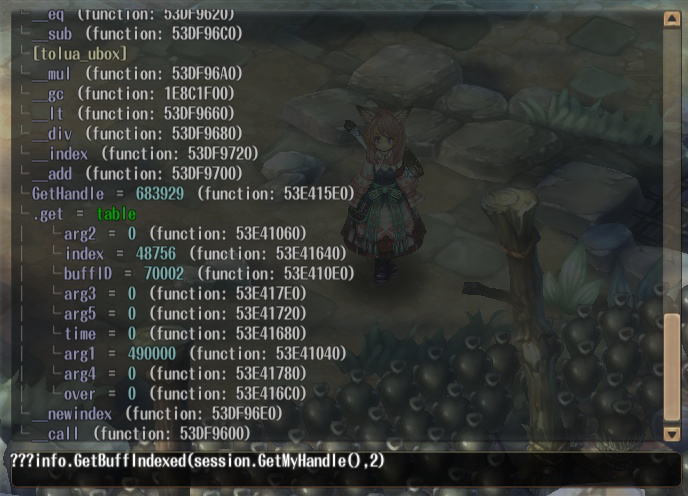 __eq (function: 53DF9620)
__sub (function: 53DF96C0)
[tolua_ubox]
__mul (function: 53DF96A0)
__gc (function: 1E8C1F00)
__lt (function: 53DF9660)
__div (function: 53DF9680)
__index (function: 53DF9720)
__add (function: 53DF9700)
GetHandle = 683929 (function: 53E415E0)
.get = table
arg2 = 0 (function: 53E41060)
index = 48756 (function: 53E41640)
buffID = 70002 (function: 53E410E0)
arg3 = 0 (function: 53E417E0)
arg5 = 0 (function: 53E41720)
time = 0 (function: 53E41680)
arg1 = 490000 (function: 53E41040)
arg4 = 0 (function: 53E41780)
over = 0 (function: 53E416C0)
__newindex (function: 53DF96E0)
__call (function: 53DF9600)
???info.GetBuffIndexed(session.GetMyHandle(),2)